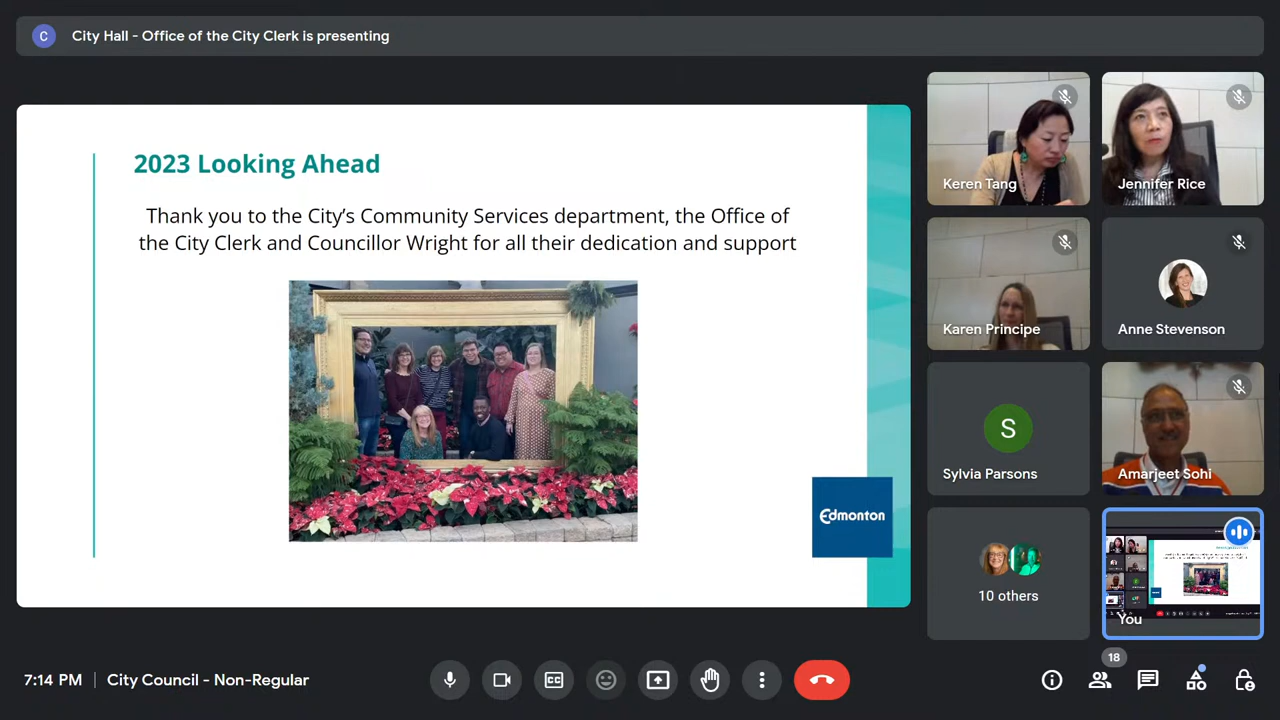 C
City Hall - Office of the City Clerk is presenting
2023 Looking Ahead
Thank you to the City's Community Services department, the Office of
the City Clerk and Councillor Wright for all their dedication and support
Edmonton
Keren Tang
Jennifer Rice
Karen Principe
Anne Stevenson
S
Sylvia Parsons
Amarjeet Sohi
10 others
You
7:14 PM | City Council - Non-Regular
CC
18